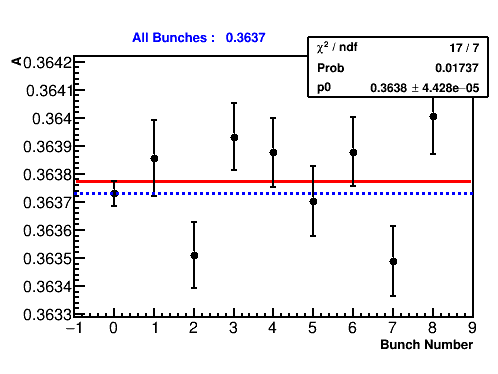 All Bunches : 0.3637
χ² / ndf 17 / 7
Prob 0.01737
p0 0.3638 ± 4.428e−05
A
0.3642
0.3641
0.364
0.3639
0.3638
0.3637
0.3636
0.3635
0.3634
0.3633
−1 0 1 2 3 4 5 6 7 8 9
Bunch Number